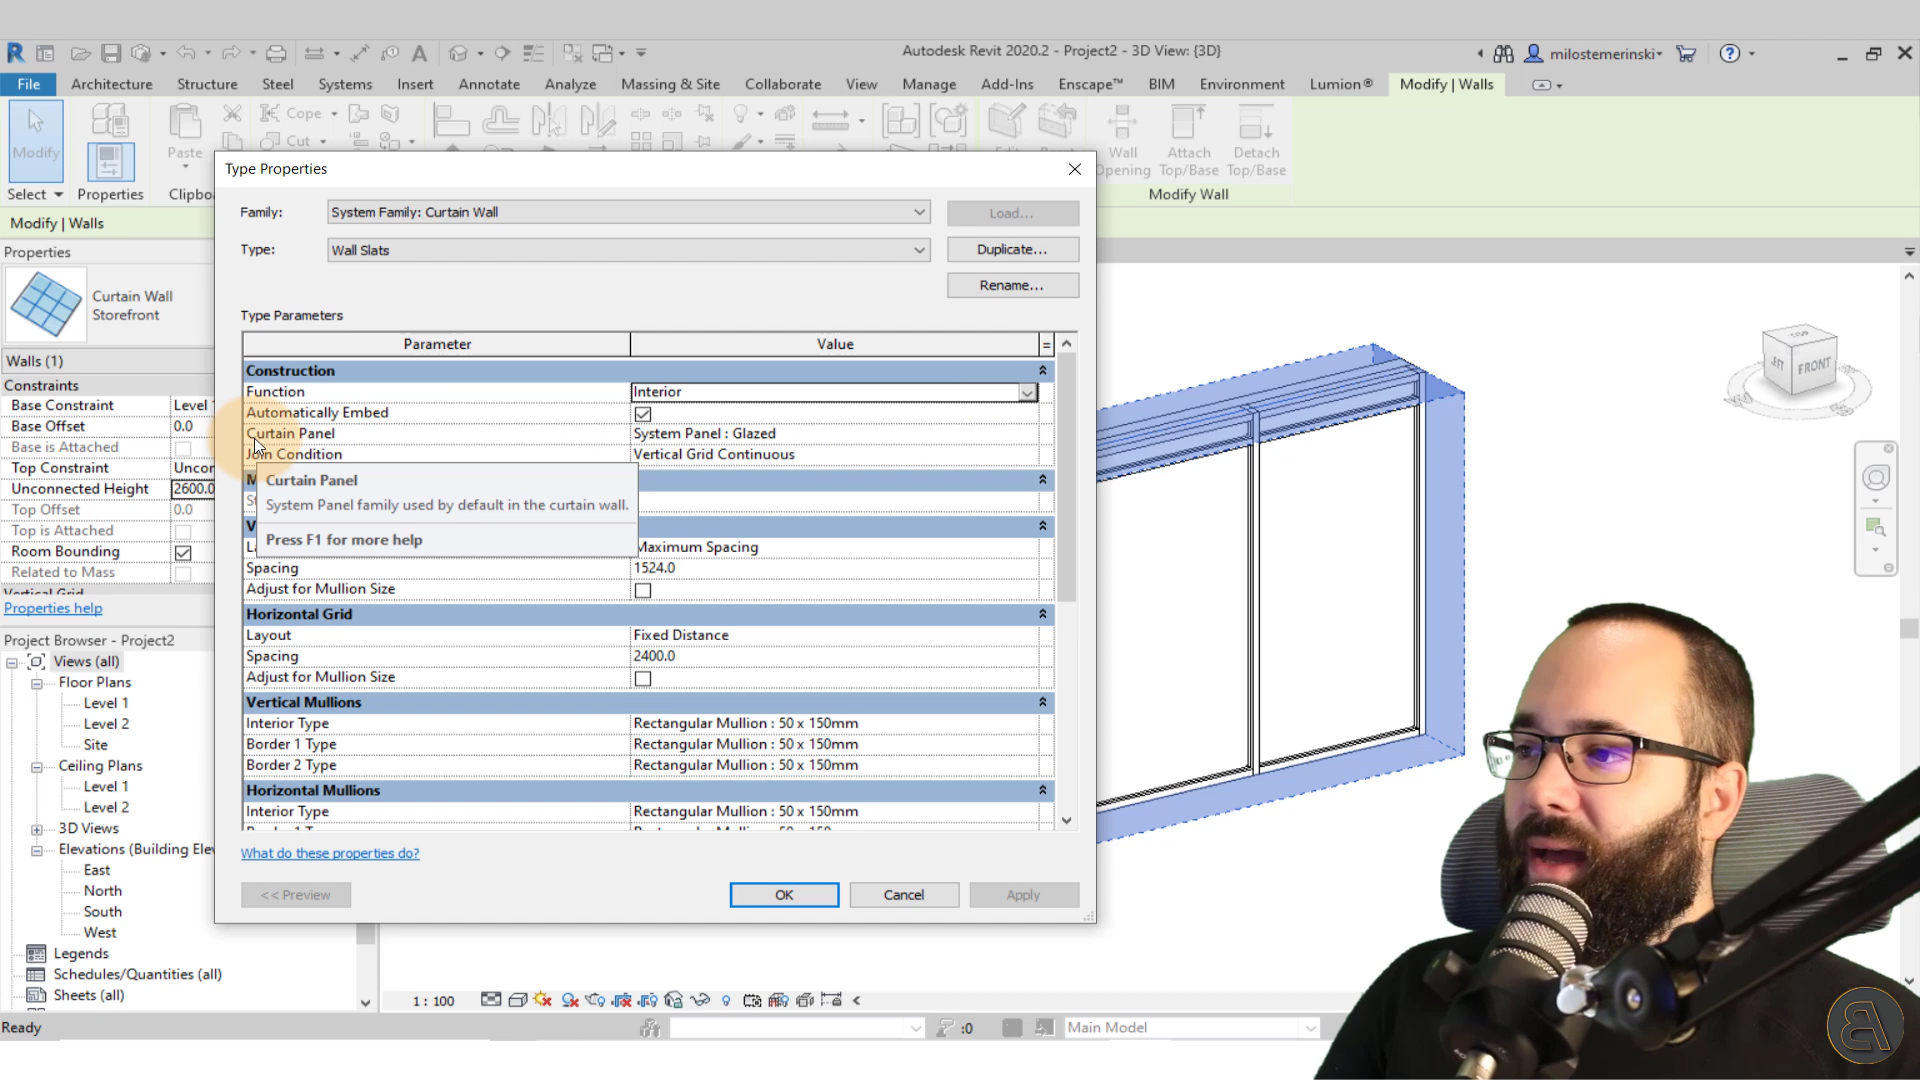 Autodesk Revit 2020.2 - Project2 - 3D View: {3D}
milostemerinski
File Architecture Structure Steel Systems Insert Annotate Analyze Massing & Site Collaborate View Manage Add-Ins Enscape™ BIM Environment Lumion® Modify | Walls
Modify
Paste
Cope
Cut
Wall Opening
Attach Top/Base
Detach Top/Base
Select Properties
Modify Wall
Modify | Walls
Properties
Curtain Wall
Storefront
Walls (1)
Constraints
Base Constraint Level
Base Offset 0.0
Base is Attached
Top Constraint
Unconnected Height 2600.0
Top Offset 0.0
Top is Attached
Room Bounding
Related to Mass
Vertical Grid
Properties help
Project Browser - Project2
Views (all)
Floor Plans
Level 1
Level 2
Site
Ceiling Plans
Level 1
Level 2
3D Views
Elevations (Building Ele
East
North
South
West
Legends
Schedules/Quantities (all)
Sheets (all)
Ready
Type Properties
Family: System Family: Curtain Wall Load...
Type: Wall Slats Duplicate...
Rename...
Type Parameters
Parameter Value =
Construction
Function Interior
Automatically Embed
Curtain Panel System Panel : Glazed
Join Condition Vertical Grid Continuous
Curtain Panel
System Panel family used by default in the curtain wall.
Press F1 for more help
Maximum Spacing
Spacing 1524.0
Adjust for Mullion Size
Horizontal Grid
Layout Fixed Distance
Spacing 2400.0
Adjust for Mullion Size
Vertical Mullions
Interior Type Rectangular Mullion : 50 x 150mm
Border 1 Type Rectangular Mullion : 50 x 150mm
Border 2 Type Rectangular Mullion : 50 x 150mm
Horizontal Mullions
Interior Type Rectangular Mullion : 50 x 150mm
What do these properties do?
<< Preview OK Cancel Apply
TOP
LEFT
FRONT
1 : 100
:0
Main Model